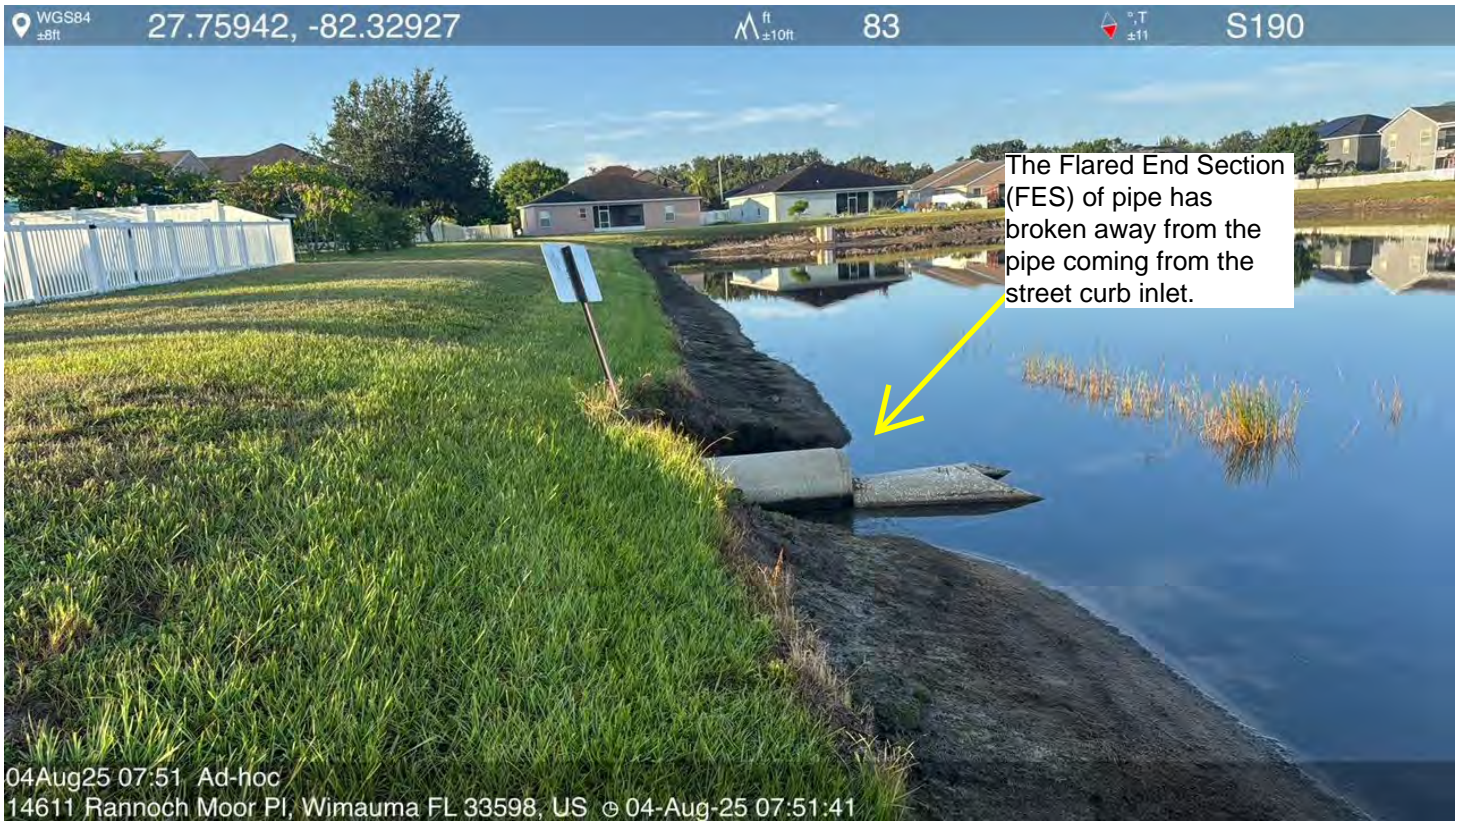 WGS84
±8ft
27.75942, -82.32927
ft
±10ft
83
°,T
±11
S190
The Flared End Section
(FES) of pipe has
broken away from the
pipe coming from the
street curb inlet.
04Aug25 07:51 Ad-hoc
14611 Rannoch Moor Pl, Wimauma FL 33598, US 04-Aug-25 07:51:41